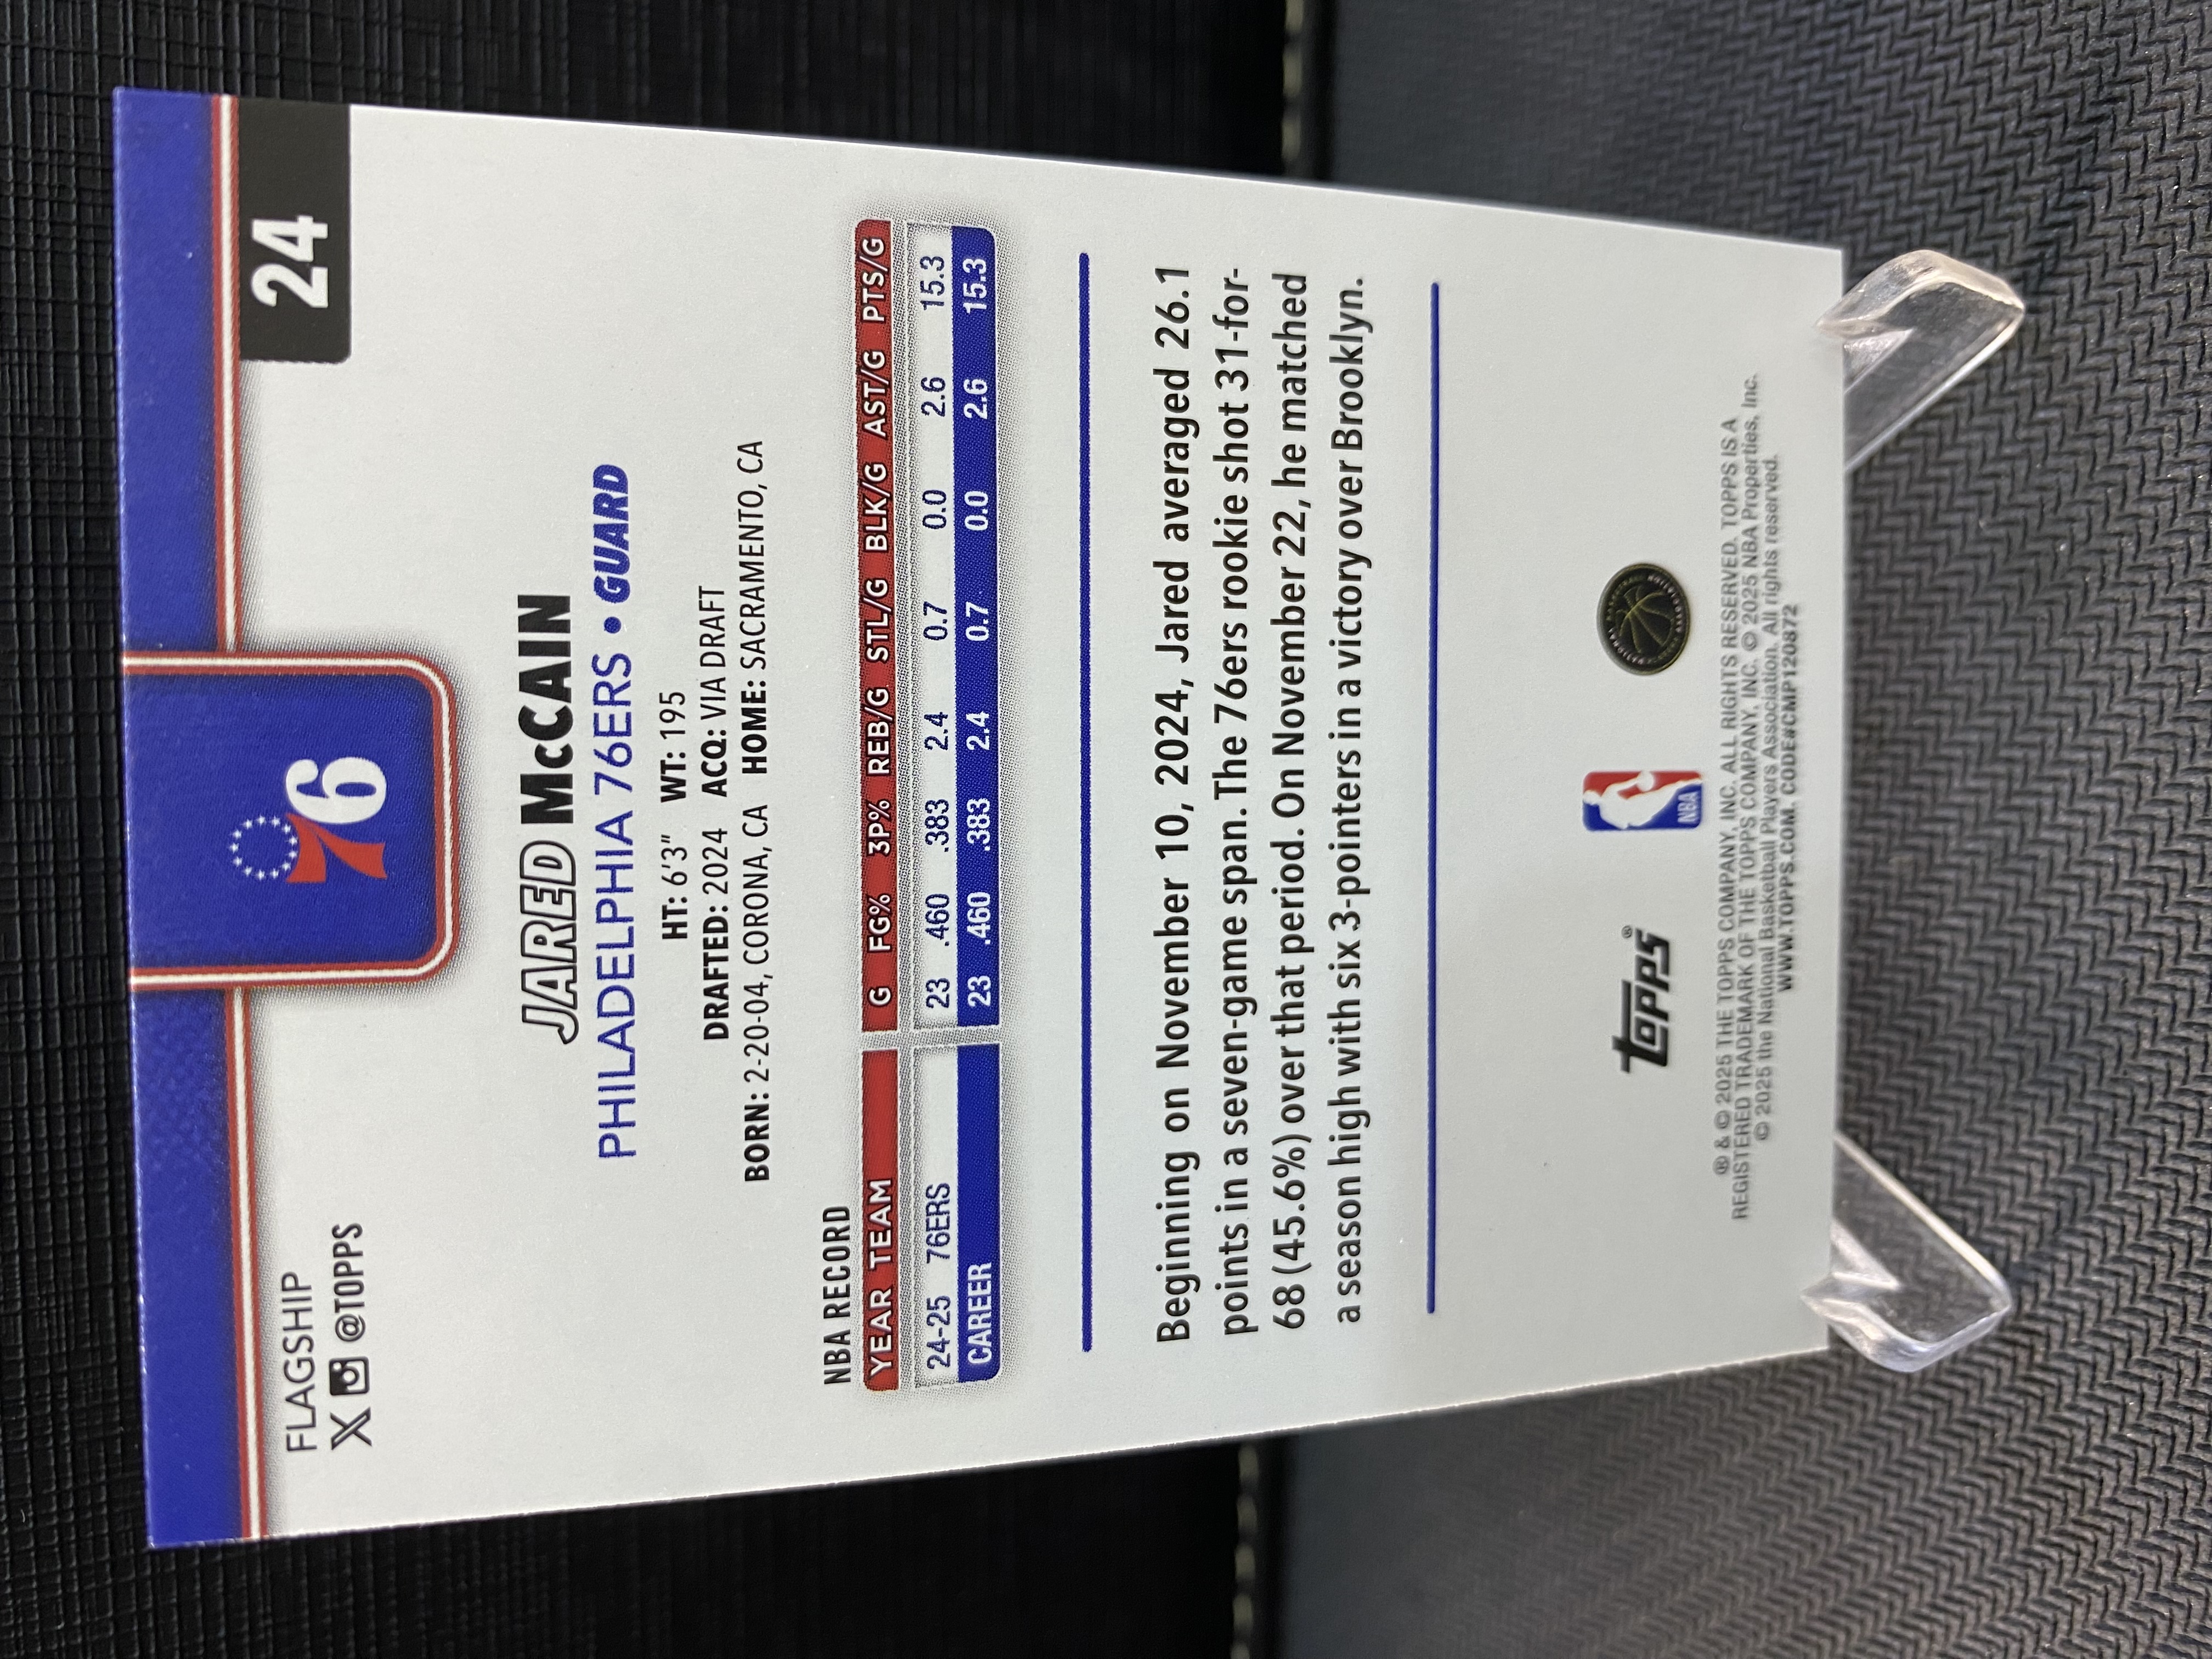 FLAGSHIP
X @TOPPS
24
76
JARED McCAIN
PHILADELPHIA 76ERS • GUARD
HT: 6'3" WT: 195
DRAFTED: 2024 ACQ: VIA DRAFT
BORN: 2-20-04, CORONA, CA HOME: SACRAMENTO, CA
NBA RECORD
YEAR TEAM G FG% 3P% REB/G STL/G BLK/G AST/G PTS/G
24-25 76ERS 23 .460 .383 2.4 0.7 0.0 2.6 15.3
CAREER 23 .460 .383 2.4 0.7 0.0 2.6 15.3
Beginning on November 10, 2024, Jared averaged 26.1
points in a seven-game span. The 76ers rookie shot 31-for-
68 (45.6%) over that period. On November 22, he matched
a season high with six 3-pointers in a victory over Brooklyn.
topps®
NBA
® & © 2025 THE TOPPS COMPANY, INC. ALL RIGHTS RESERVED. TOPPS IS A
REGISTERED TRADEMARK OF THE TOPPS COMPANY, INC. © 2025 NBA Properties, Inc.
© 2025 the National Basketball Players Association. All rights reserved.
WWW.TOPPS.COM. CODE#CMP120872